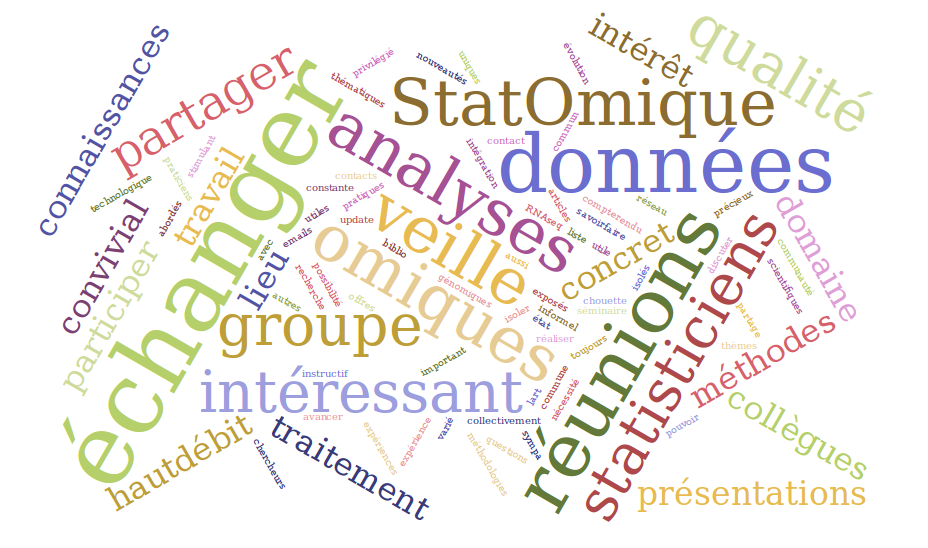 connaissances
partager
échanger
analyses
StatOmique
intérêt
qualité
données
privilégié
thématiques
nouveautés
uniques
évolution
commun
contact
intégration
technologique
praticiens
stimulant
abordés
travail
contacts
constante
pratiques
utiles
update
emails
avec
biblio
veille
omiques
articles
RNAseq
liste
savoirfaire
utile
compterendu
réseau
précieux
domaine
communauté
scientifiques
discuter
concret
isolés
aussi
convivial
participer
lieu
recherche
possibilité
autres
offres
génomiques
isoler
exposés
informel
état
chouette
séminaire
réaliser
toujours
réunions
statisticiens
partage
thèmes
méthodes
groupe
important
instructif
intéressant
avancer
lart
commune
nécessité
collectivement
sympa
questions
méthodologies
varié
expérience
expériences
pouvoir
collègues
hautdébit
chercheurs
traitement
présentations